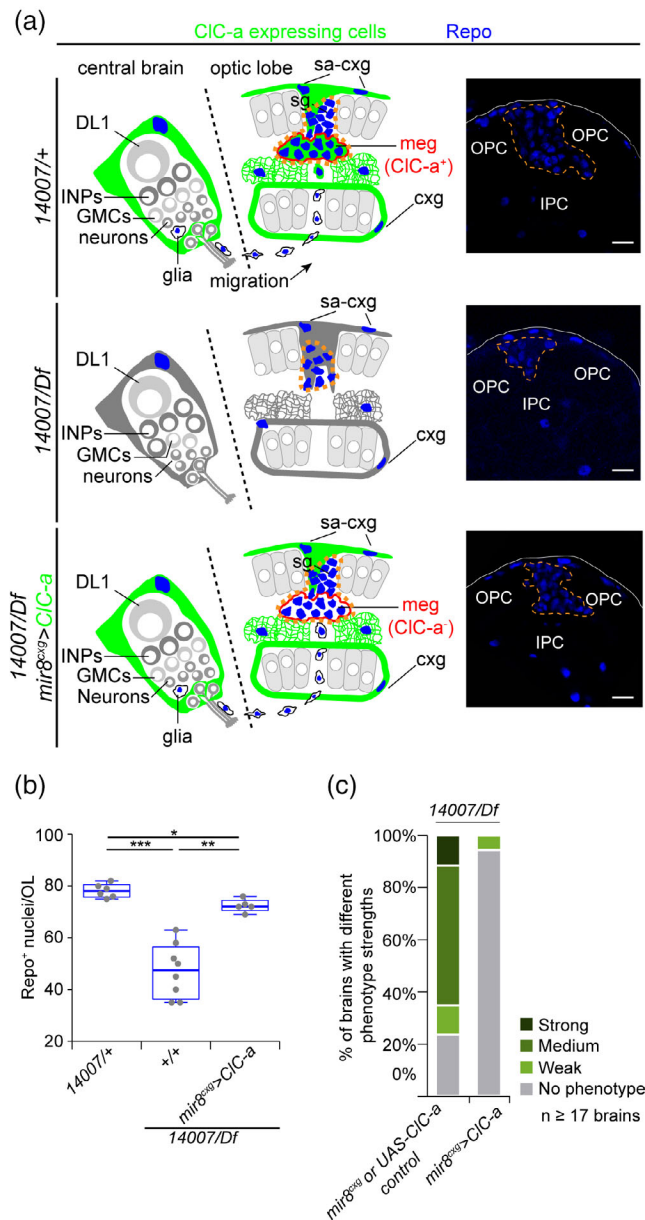 (a)
ClC-a expressing cells Repo
central brain optic lobe
14007/+
DL1
INPs
GMCs
neurons
glia
migration
sa-cxg
sg
meg
(ClC-a+)
cxg
OPC
OPC
IPC
14007/Df
DL1
INPs
GMCs
neurons
sa-cxg
cxg
OPC
OPC
IPC
14007/Df
mir8cxg>ClC-a
DL1
INPs
GMCs
Neurons
glia
sa-cxg
sg
meg
(ClC-a-)
cxg
OPC
OPC
IPC
(b)
Repo+ nuclei/OL
100
80
60
40
20
*
*** **
14007/+
+/+
mir8cxg>ClC-a
14007/Df
(c)
14007/Df
% of brains with different
phenotype strengths
100%
80%
60%
40%
20%
0%
Strong
Medium
Weak
No phenotype
n ≥ 17 brains
mir8cxg or UAS-ClC-a
control
mir8cxg>ClC-a